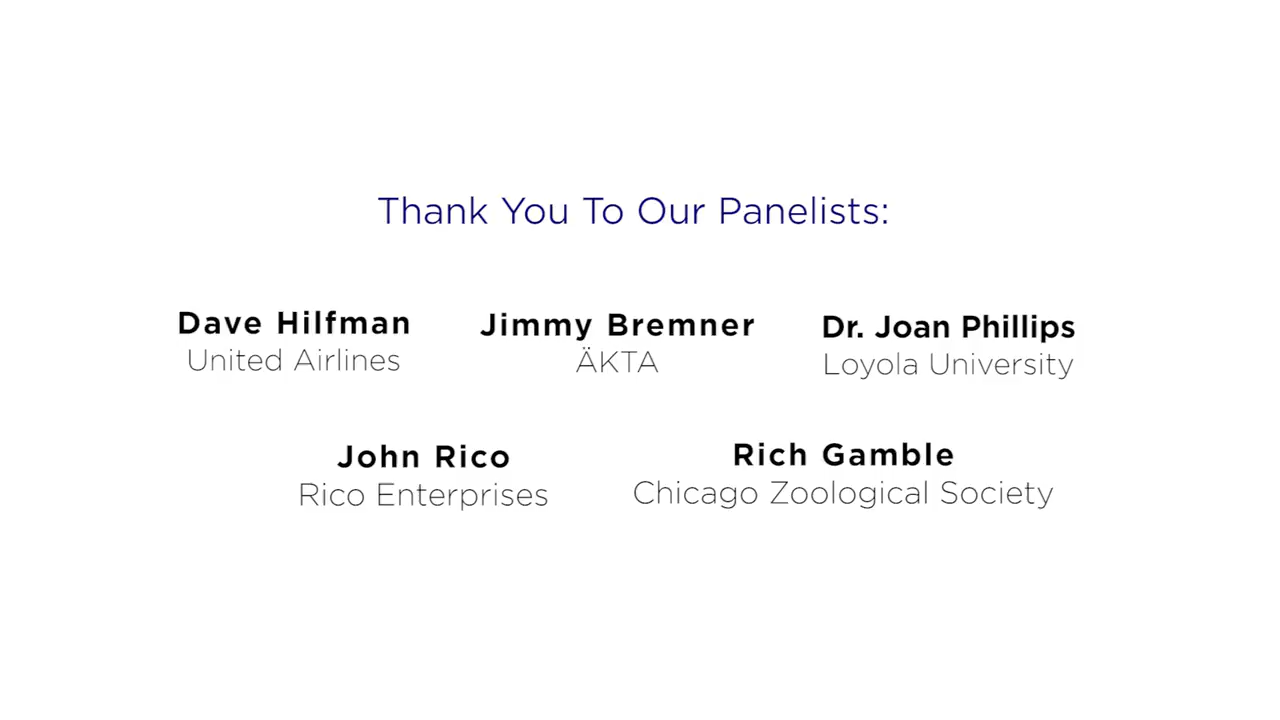 Thank You To Our Panelists:
Dave Hilfman
United Airlines
Jimmy Bremner
ÄKTA
Dr. Joan Phillips
Loyola University
John Rico
Rico Enterprises
Rich Gamble
Chicago Zoological Society